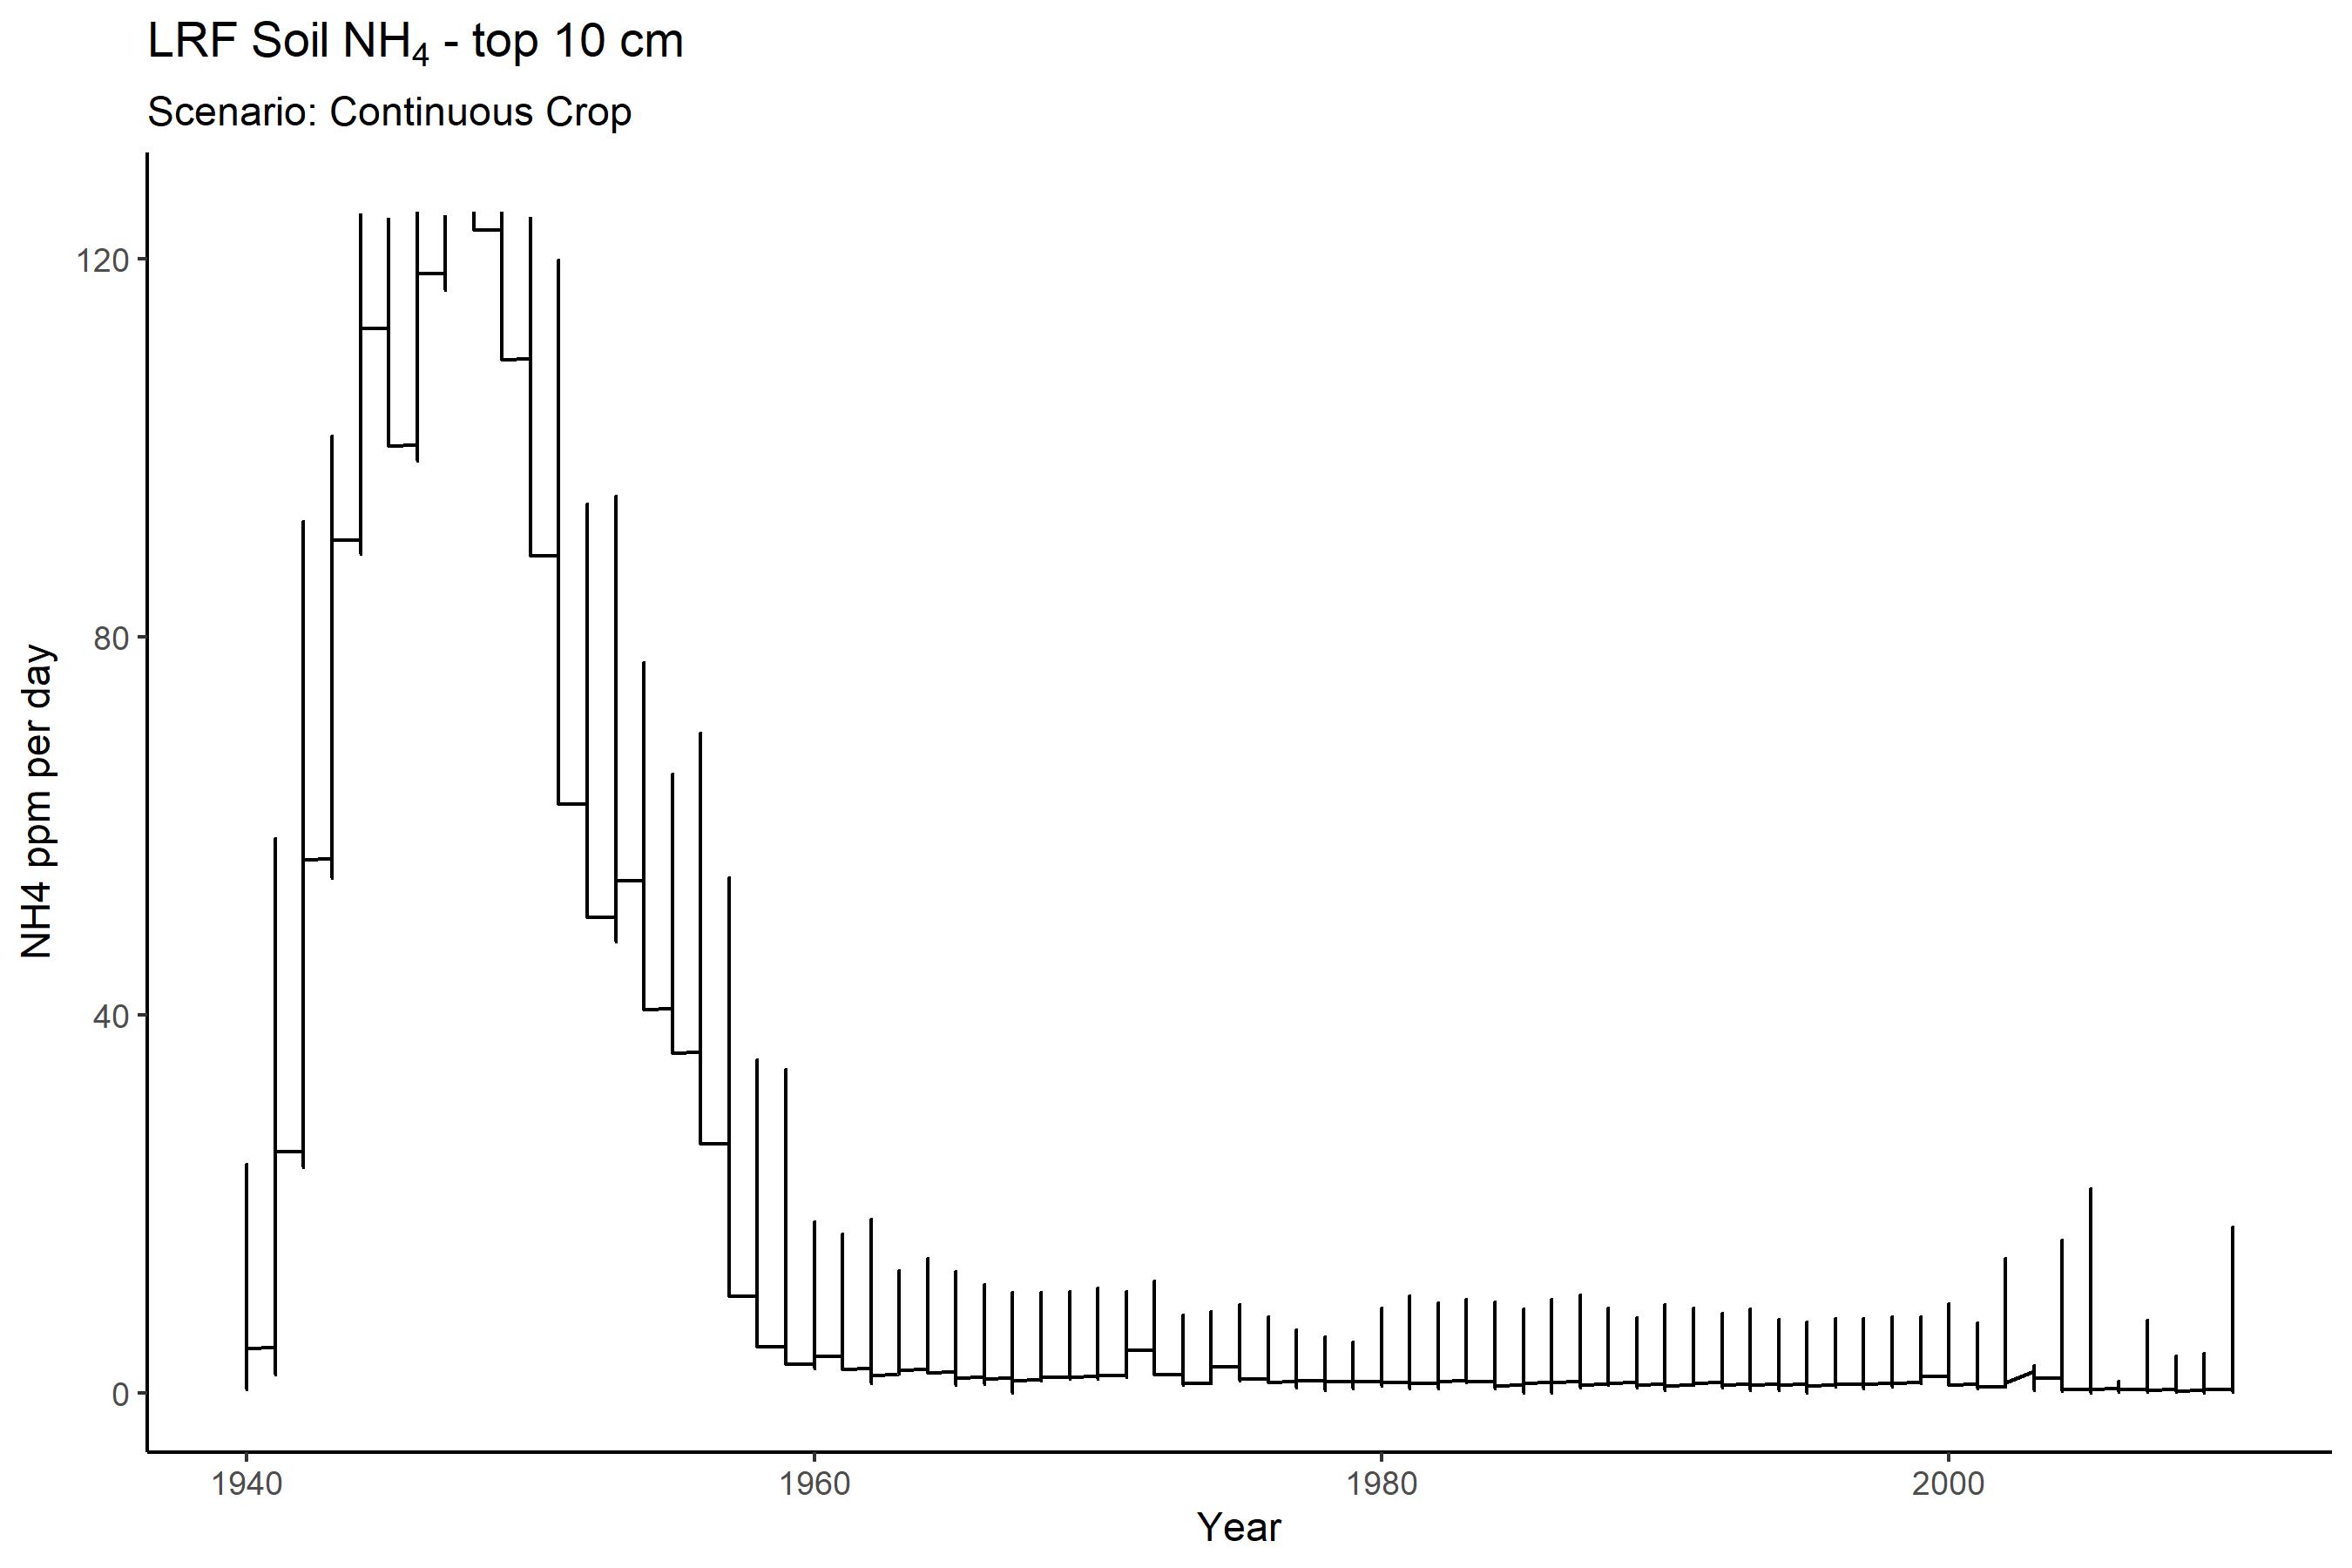 LRF Soil NH₄ - top 10 cm
Scenario: Continuous Crop
120
80
40
0
NH4 ppm per day
1940 1960 1980 2000
Year